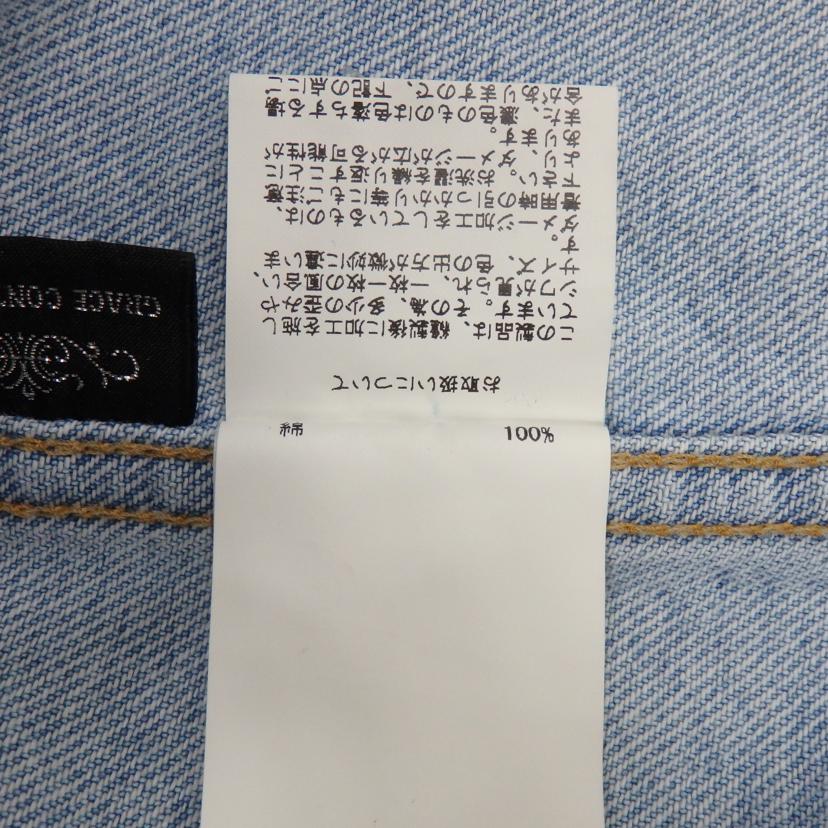 お取扱いについて
この製品は、縫製後に加工を施し
ています。その為、多少の歪みや
シワが見られ、一枚一枚の風合い、
サイズ、色の出方が微妙に違いま
す。
ダメージ加工をしているものは、
着用時の引っかかり等にもご注意
下さい。お洗濯を繰り返すことに
より、ダメージが広がる可能性が
あります。
また、濃色のものは色落ちする場
合がありますので、下記の点にご
綿 100%
GRACE CONT